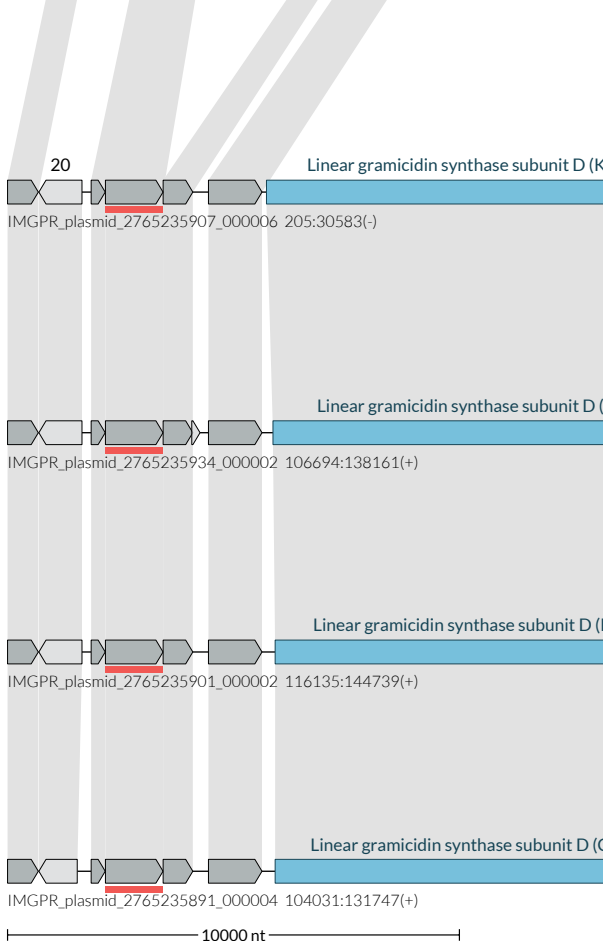 20
Linear gramicidin synthase subunit D (K
IMGPR_plasmid_2765235907_000006 205:30583(-)
Linear gramicidin synthase subunit D (
IMGPR_plasmid_2765235934_000002 106694:138161(+)
Linear gramicidin synthase subunit D (
IMGPR_plasmid_2765235901_000002 116135:144739(+)
Linear gramicidin synthase subunit D (
IMGPR_plasmid_2765235891_000004 104031:131747(+)
10000 nt